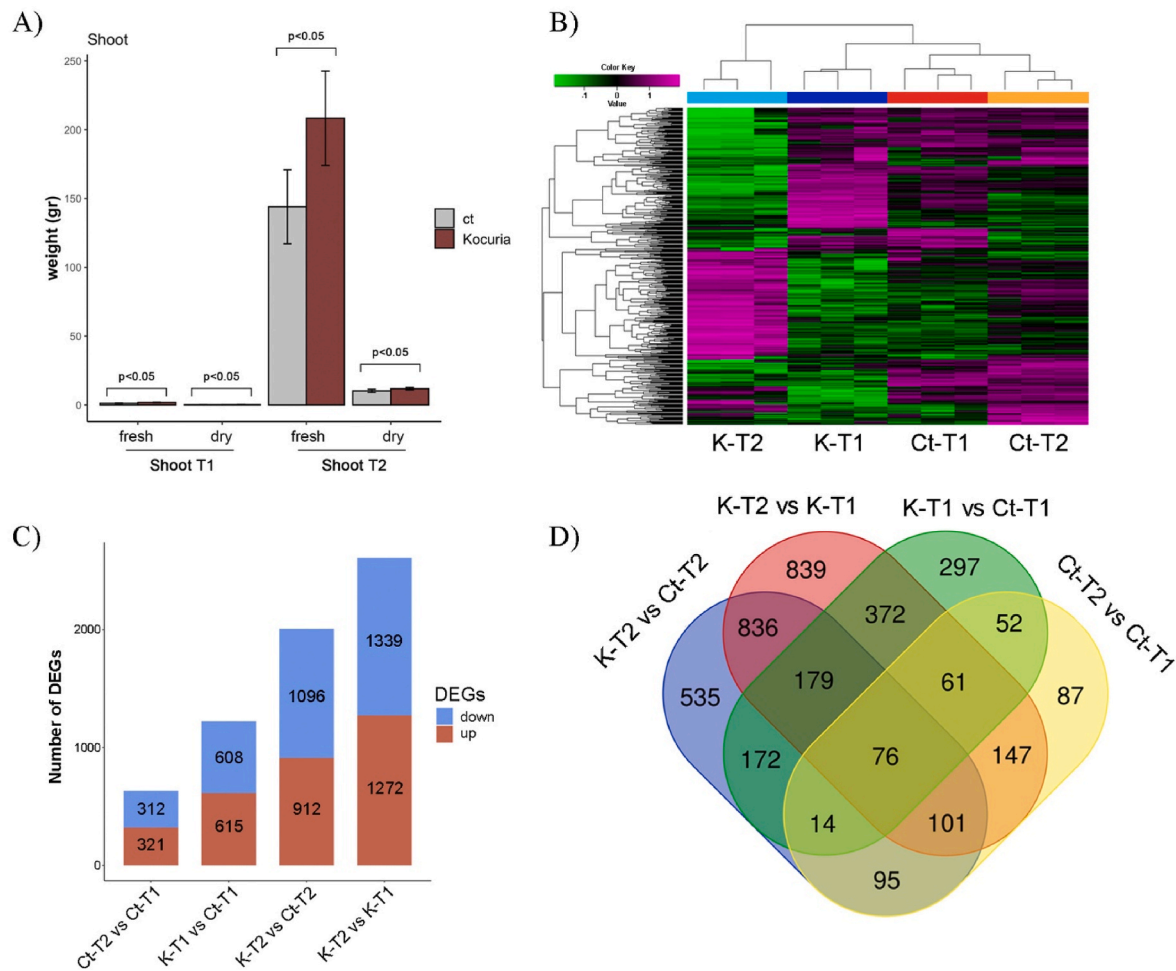 A)
Shoot
p<0.05
250
200
150
100
50
0
weight (gr)
p<0.05
p<0.05
p<0.05
ct
Kocuria
fresh
dry
fresh
dry
Shoot T1
Shoot T2
B)
Color Key
-1
0
1
Value
K-T2
K-T1
Ct-T1
Ct-T2
C)
Number of DEGs
2000
1000
0
312
321
608
615
1096
912
1339
1272
DEGs
down
up
Ct-T2 vs Ct-T1
K-T1 vs Ct-T1
K-T2 vs Ct-T2
K-T2 vs K-T1
D)
K-T2 vs K-T1
K-T1 vs Ct-T1
K-T2 vs Ct-T2
Ct-T2 vs Ct-T1
839
297
836
372
52
535
179
61
87
172
76
147
14
101
95